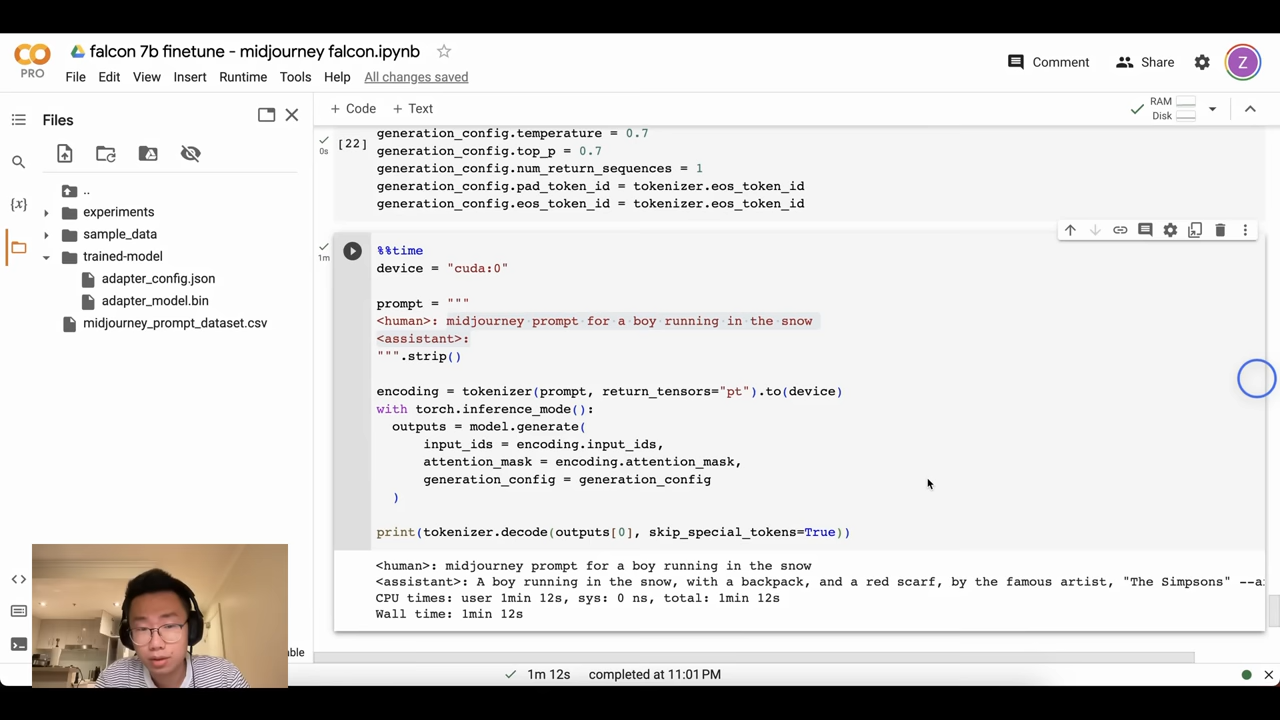 falcon 7b finetune - midjourney falcon.ipynb
PRO
File Edit View Insert Runtime Tools Help All changes saved
Comment Share Z
Files
+ Code + Text
RAM
Disk
..
experiments
sample_data
trained-model
adapter_config.json
adapter_model.bin
midjourney_prompt_dataset.csv
{x}
[22]
0s
generation_config.temperature = 0.7
generation_config.top_p = 0.7
generation_config.num_return_sequences = 1
generation_config.pad_token_id = tokenizer.eos_token_id
generation_config.eos_token_id = tokenizer.eos_token_id
1m
%%time
device = "cuda:0"
prompt = """
<human>: midjourney prompt for a boy running in the snow
<assistant>:
""".strip()
encoding = tokenizer(prompt, return_tensors="pt").to(device)
with torch.inference_mode():
outputs = model.generate(
input_ids = encoding.input_ids,
attention_mask = encoding.attention_mask,
generation_config = generation_config
)
print(tokenizer.decode(outputs[0], skip_special_tokens=True))
<human>: midjourney prompt for a boy running in the snow
<assistant>: A boy running in the snow, with a backpack, and a red scarf, by the famous artist, "The Simpsons"
CPU times: user 1min 12s, sys: 0 ns, total: 1min 12s
Wall time: 1min 12s
1m 12s completed at 11:01 PM